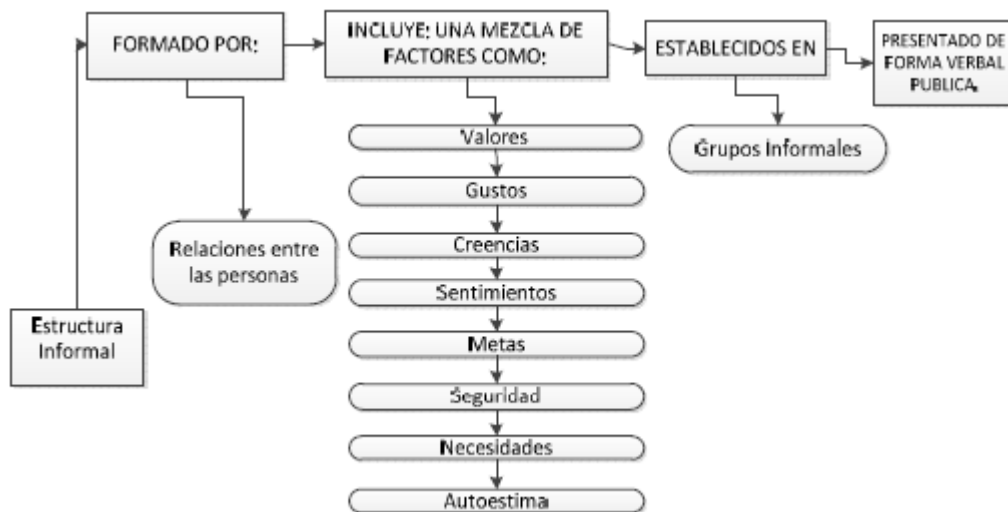 FORMADO POR:
INCLUYE: UNA MEZCLA DE
FACTORES COMO:
ESTABLECIDOS EN
PRESENTADO DE
FORMA VERBAL
PUBLICA.
Valores
Grupos Informales
Gustos
Relaciones entre
las personas
Creencias
Sentimientos
Estructura
Informal
Metas
Seguridad
Necesidades
Autoestima